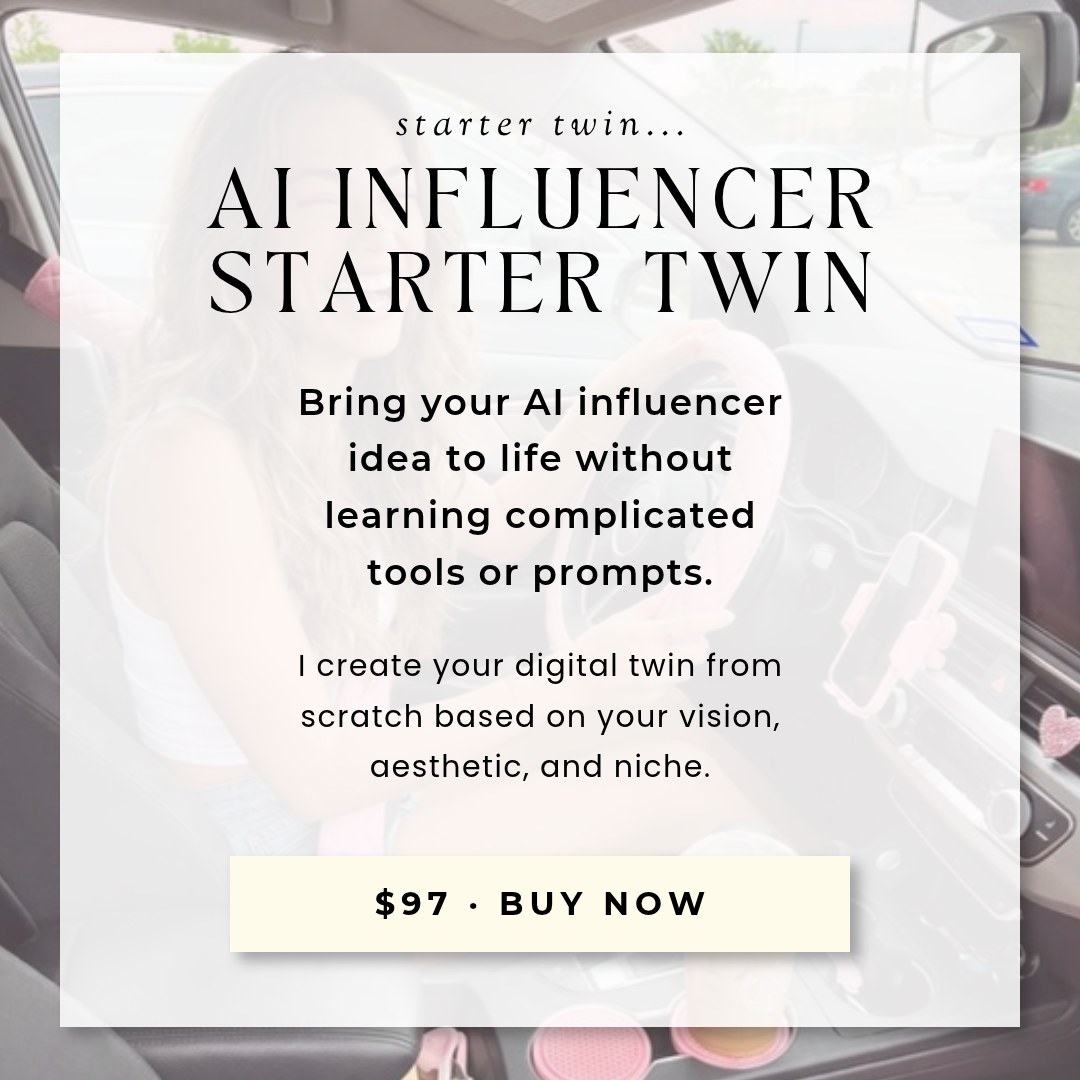 starter twin...
AI INFLUENCER
STARTER TWIN
Bring your AI influencer
idea to life without
learning complicated
tools or prompts.
I create your digital twin from
scratch based on your vision,
aesthetic, and niche.
$97 · BUY NOW